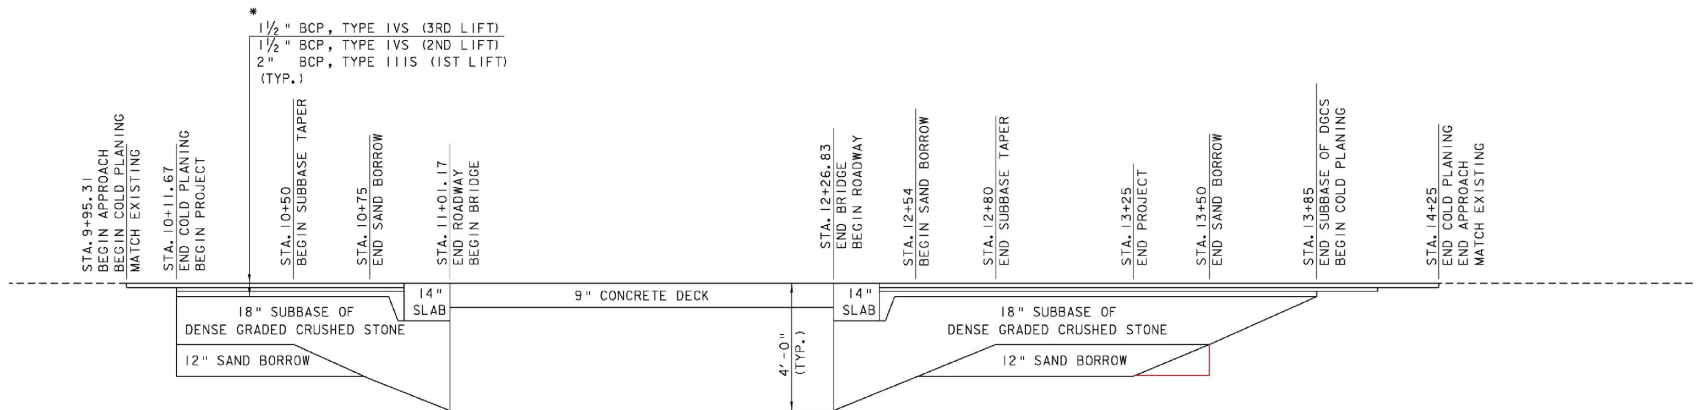 *
1½" BCP, TYPE IVS (3RD LIFT)
1½" BCP, TYPE IVS (2ND LIFT)
2" BCP, TYPE IIIS (1ST LIFT)
(TYP.)
STA. 9+95.31
BEGIN APPROACH
BEGIN COLD PLANING
MATCH EXISTING
STA. 10+11.67
END COLD PLANING
BEGIN PROJECT
STA. 10+50
BEGIN SUBBASE TAPER
STA. 10+75
END SAND BORROW
STA. 11+01.17
END ROADWAY
BEGIN BRIDGE
STA. 12+26.83
END BRIDGE
BEGIN ROADWAY
STA. 12+54
BEGIN SAND BORROW
STA. 12+80
END SUBBASE TAPER
STA. 13+25
END PROJECT
STA. 13+50
END SAND BORROW
STA. 13+85
END SUBBASE OF DGCS
BEGIN COLD PLANING
STA. 14+25
END COLD PLANING
END APPROACH
MATCH EXISTING
18" SUBBASE OF
DENSE GRADED CRUSHED STONE
12" SAND BORROW
14"
SLAB
9" CONCRETE DECK
4'-0"
(TYP.)
14"
SLAB
18" SUBBASE OF
DENSE GRADED CRUSHED STONE
12" SAND BORROW